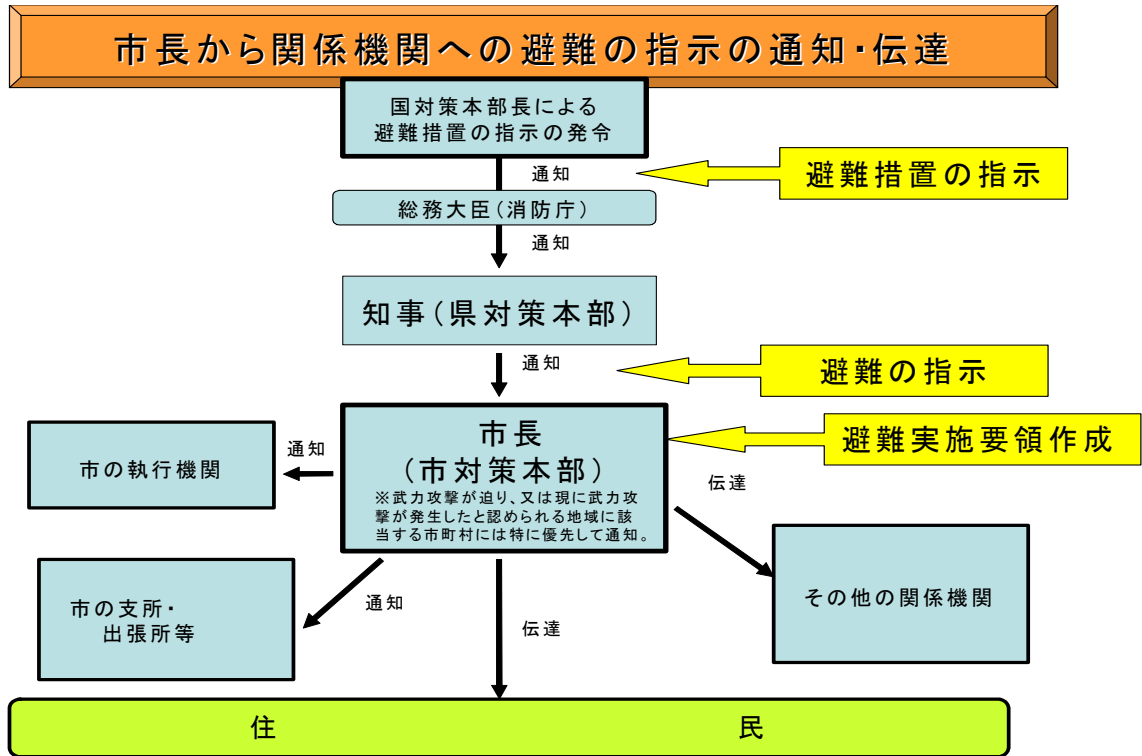 市長から関係機関への避難の指示の通知・伝達
国対策本部長による
避難措置の指示の発令
通知
避難措置の指示
総務大臣(消防庁)
通知
知事(県対策本部)
通知
避難の指示
市長
(市対策本部)
※武力攻撃が迫り、又は現に武力攻
撃が発生したと認められる地域に該
当する市町村には特に優先して通知。
避難実施要領作成
通知
市の執行機関
伝達
市の支所・
出張所等
通知
伝達
その他の関係機関
住民